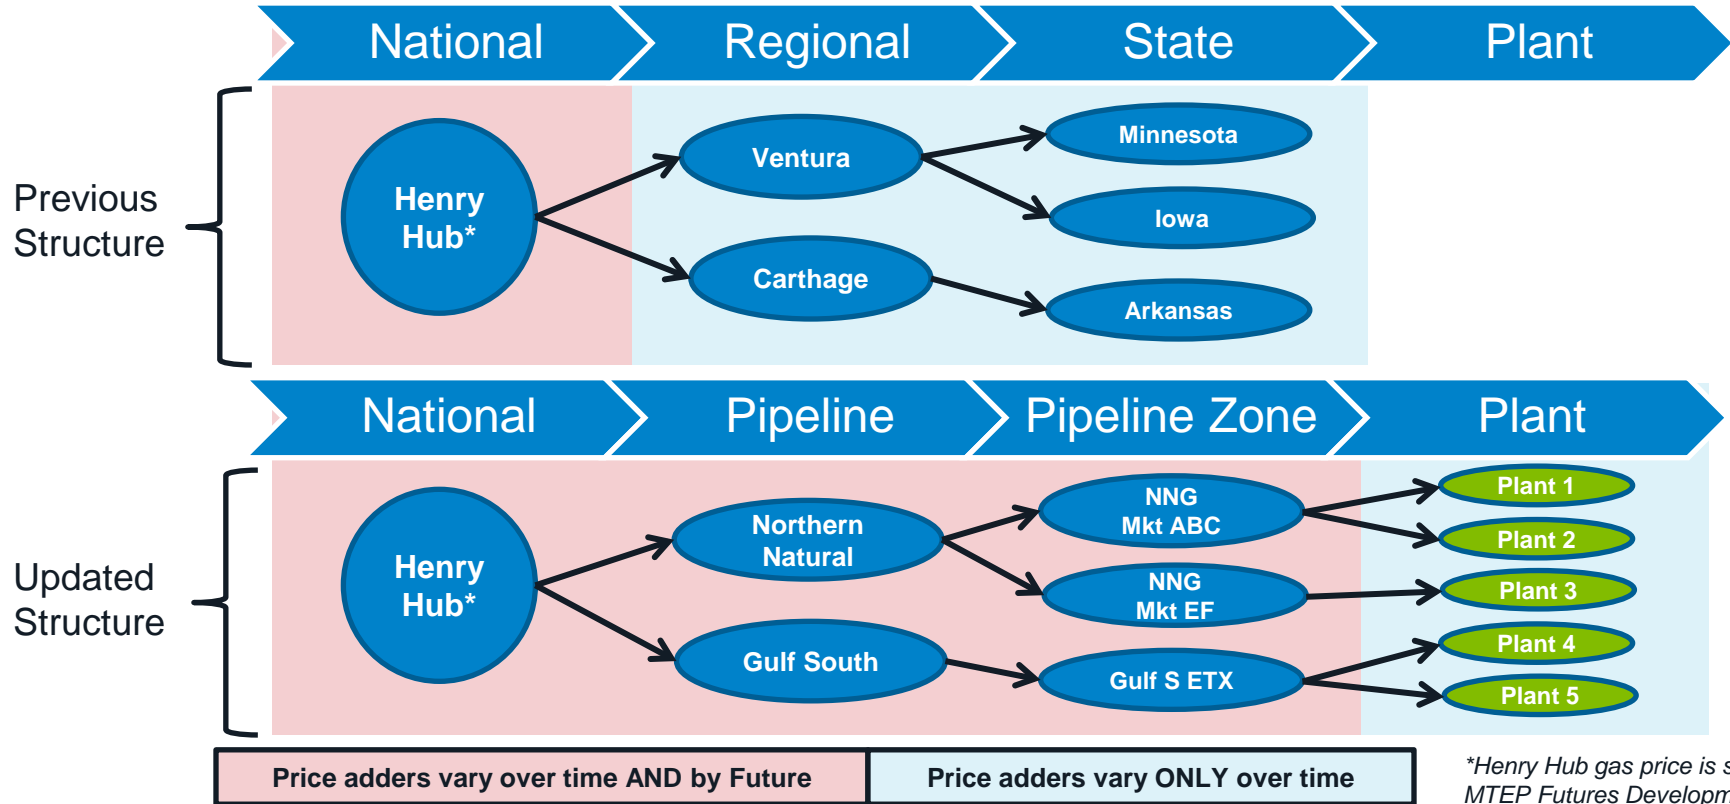 National Regional State Plant
Previous
Structure
Henry
Hub*
Ventura
Carthage
Minnesota
Iowa
Arkansas
National Pipeline Pipeline Zone Plant
Updated
Structure
Henry
Hub*
Northern
Natural
Gulf South
NNG
Mkt ABC
NNG
Mkt EF
Gulf S ETX
Plant 1
Plant 2
Plant 3
Plant 4
Plant 5
Price adders vary over time AND by Future
Price adders vary ONLY over time
*Henry Hub gas price is
MTEP Futures